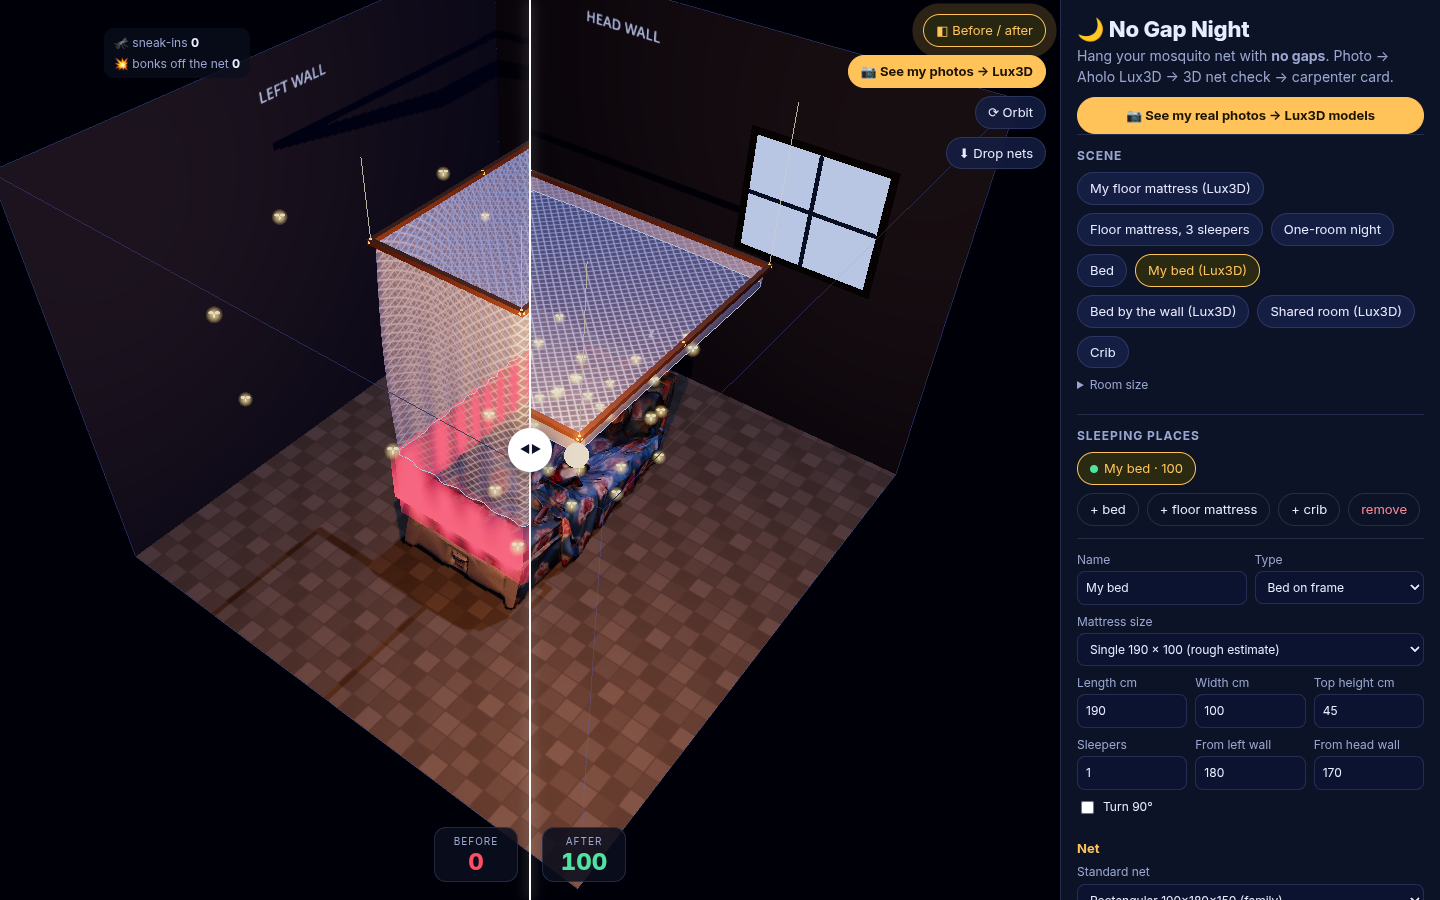 sneak-ins 0
bonks off the net 0
LEFT WALL
HEAD WALL
Before / after
See my photos → Lux3D
Orbit
Drop nets
BEFORE
0
AFTER
100
No Gap Night
Hang your mosquito net with no gaps. Photo →
Aholo Lux3D → 3D net check → carpenter card.
See my real photos → Lux3D models
SCENE
My floor mattress (Lux3D)
Floor mattress, 3 sleepers
One-room night
Bed
My bed (Lux3D)
Bed by the wall (Lux3D)
Shared room (Lux3D)
Crib
Room size
SLEEPING PLACES
My bed · 100
+ bed
+ floor mattress
+ crib
remove
Name
Type
My bed
Bed on frame
Mattress size
Single 190 × 100 (rough estimate)
Length cm
Width cm
Top height cm
190
100
45
Sleepers
From left wall
From head wall
1
180
170
Turn 90°
Net
Standard net
Rectangular 190×180×150 (family)